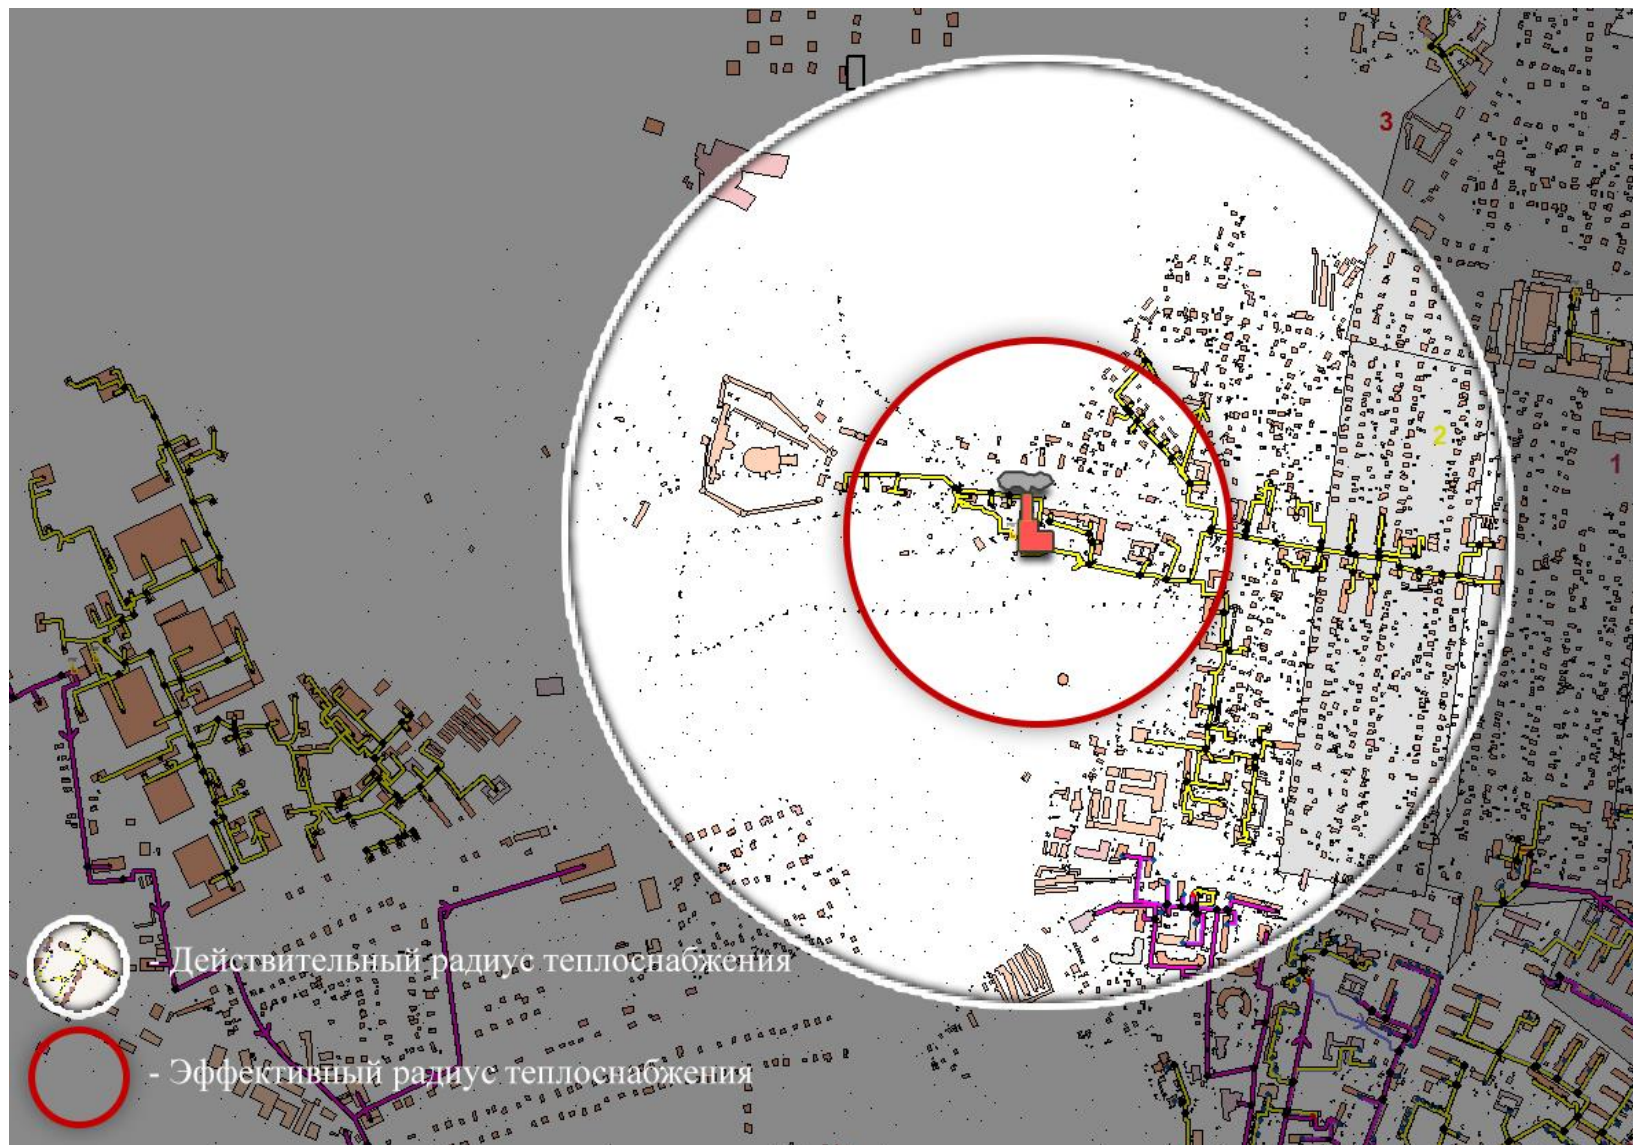 3
2
1
- Действительный радиус теплоснабжения
- Эффективный радиус теплоснабжения